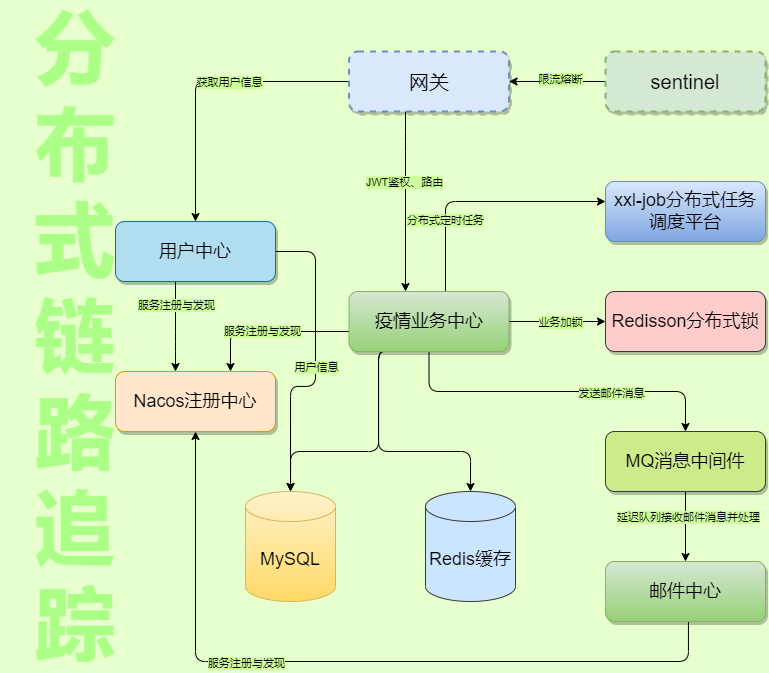 分
布
式
链
路
追
踪
网关
sentinel
获取用户信息
限流熔断
JWT鉴权、路由
xxl-job分布式任务
调度平台
分布式定时任务
用户中心
服务注册与发现
服务注册与发现
疫情业务中心
业务加锁
Redisson分布式锁
用户信息
Nacos注册中心
发送邮件消息
MQ消息中间件
延迟队列接收邮件消息并处理
MySQL
Redis缓存
邮件中心
服务注册与发现